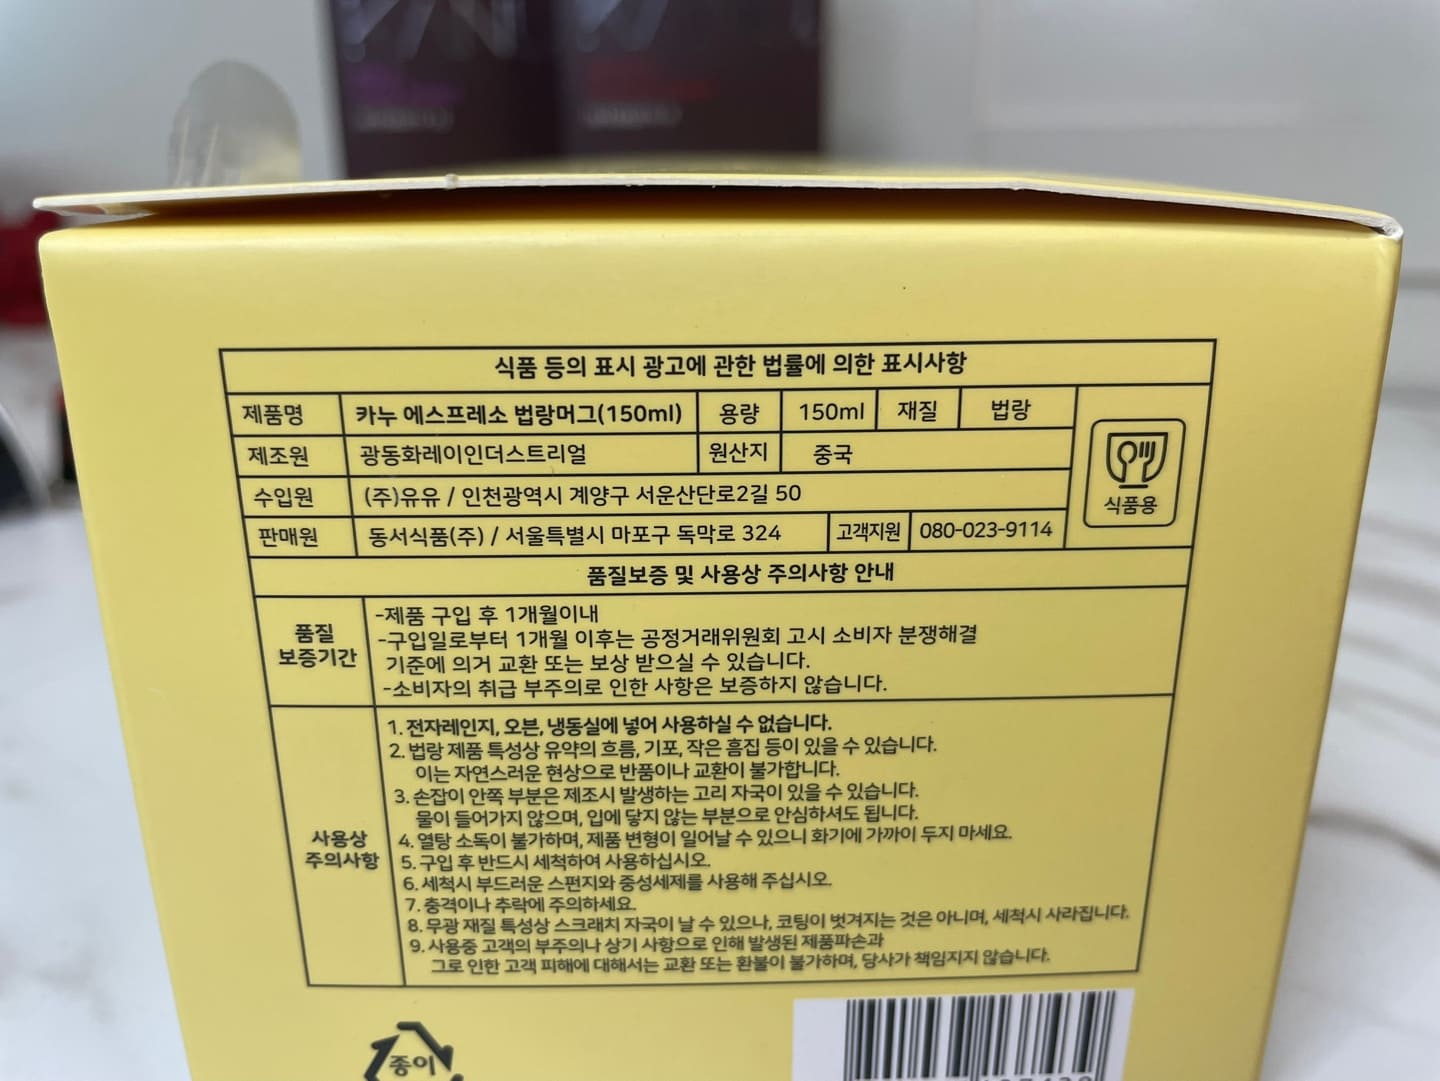 식품 등의 표시 광고에 관한 법률에 의한 표시사항
제품명 카누 에스프레소 법랑머그(150ml) 용량 150ml 재질 법랑
제조원 광동화레이인더스트리얼 원산지 중국
수입원 (주)유유 / 인천광역시 계양구 서운산단로2길 50
식품용
판매원 동서식품(주) / 서울특별시 마포구 독막로 324 고객지원 080-023-9114
품질보증 및 사용상 주의사항 안내
품질
보증기간
-제품 구입 후 1개월이내
-구입일로부터 1개월 이후는 공정거래위원회 고시 소비자 분쟁해결
기준에 의거 교환 또는 보상 받으실 수 있습니다.
-소비자의 취급 부주의로 인한 사항은 보증하지 않습니다.
사용상
주의사항
1. 전자레인지, 오븐, 냉동실에 넣어 사용하실 수 없습니다.
2. 법랑 제품 특성상 유약의 흐름, 기포, 작은 흠집 등이 있을 수 있습니다.
이는 자연스러운 현상으로 반품이나 교환이 불가합니다.
3. 손잡이 안쪽 부분은 제조시 발생하는 고리 자국이 있을 수 있습니다.
물이 들어가지 않으며, 입에 닿지 않는 부분으로 안심하셔도 됩니다.
4. 열탕 소독이 불가하며, 제품 변형이 일어날 수 있으니 화기에 가까이 두지 마세요.
5. 구입 후 반드시 세척하여 사용하십시오.
6. 세척시 부드러운 스펀지와 중성세제를 사용해 주십시오.
7. 충격이나 추락에 주의하세요.
8. 무광 재질 특성상 스크래치 자국이 날 수 있으나, 코팅이 벗겨지는 것은 아니며, 세척시 사라집니다.
9. 사용중 고객의 부주의나 상기 사항으로 인해 발생된 제품파손과
그로 인한 고객 피해에 대해서는 교환 또는 환불이 불가하며, 당사가 책임지지 않습니다.
종이